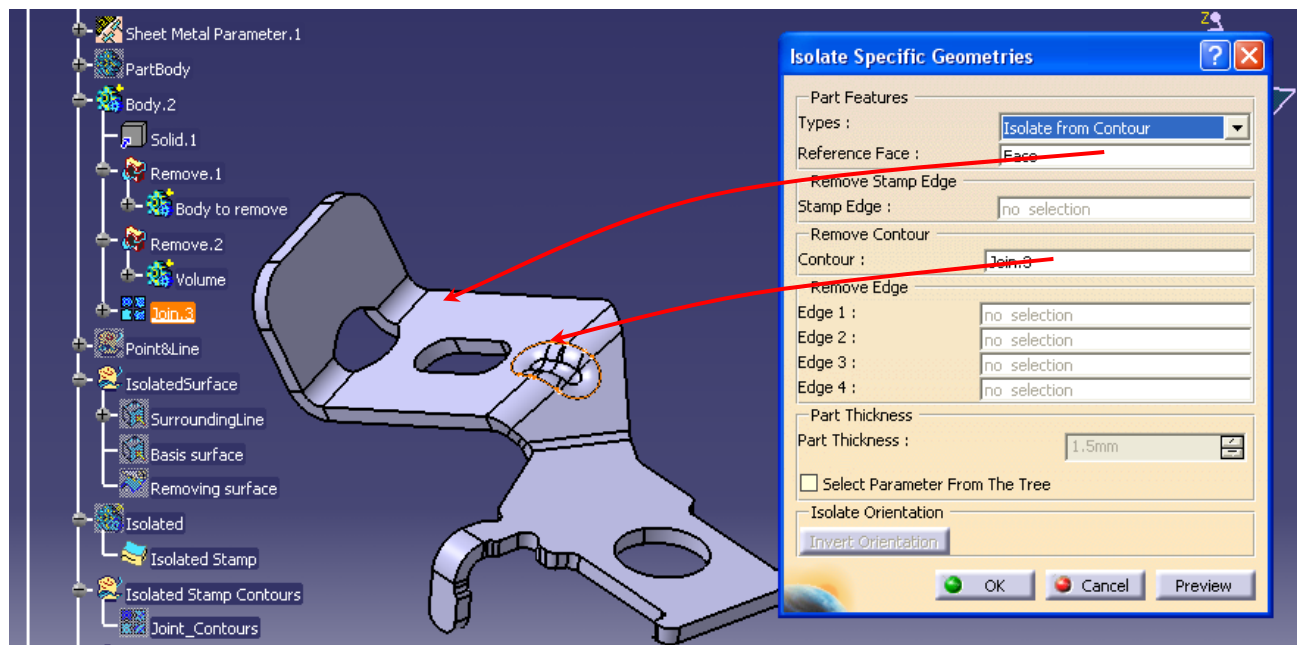 Sheet Metal Parameter.1
PartBody
Body.2
Solid.1
Remove.1
Body to remove
Remove.2
Volume
Join.3
Point&Line
IsolatedSurface
SurroundingLine
Basis surface
Removing surface
Isolated
Isolated Stamp
Isolated Stamp Contours
Joint_Contours
Z
Isolate Specific Geometries
Part Features
Types : Isolate from Contour
Reference Face : Face
Remove Stamp Edge
Stamp Edge : no selection
Remove Contour
Contour : Join.3
Remove Edge
Edge 1 : no selection
Edge 2 : no selection
Edge 3 : no selection
Edge 4 : no selection
Part Thickness
Part Thickness : 1.5mm
Select Parameter From The Tree
Isolate Orientation
Invert Orientation
OK Cancel Preview